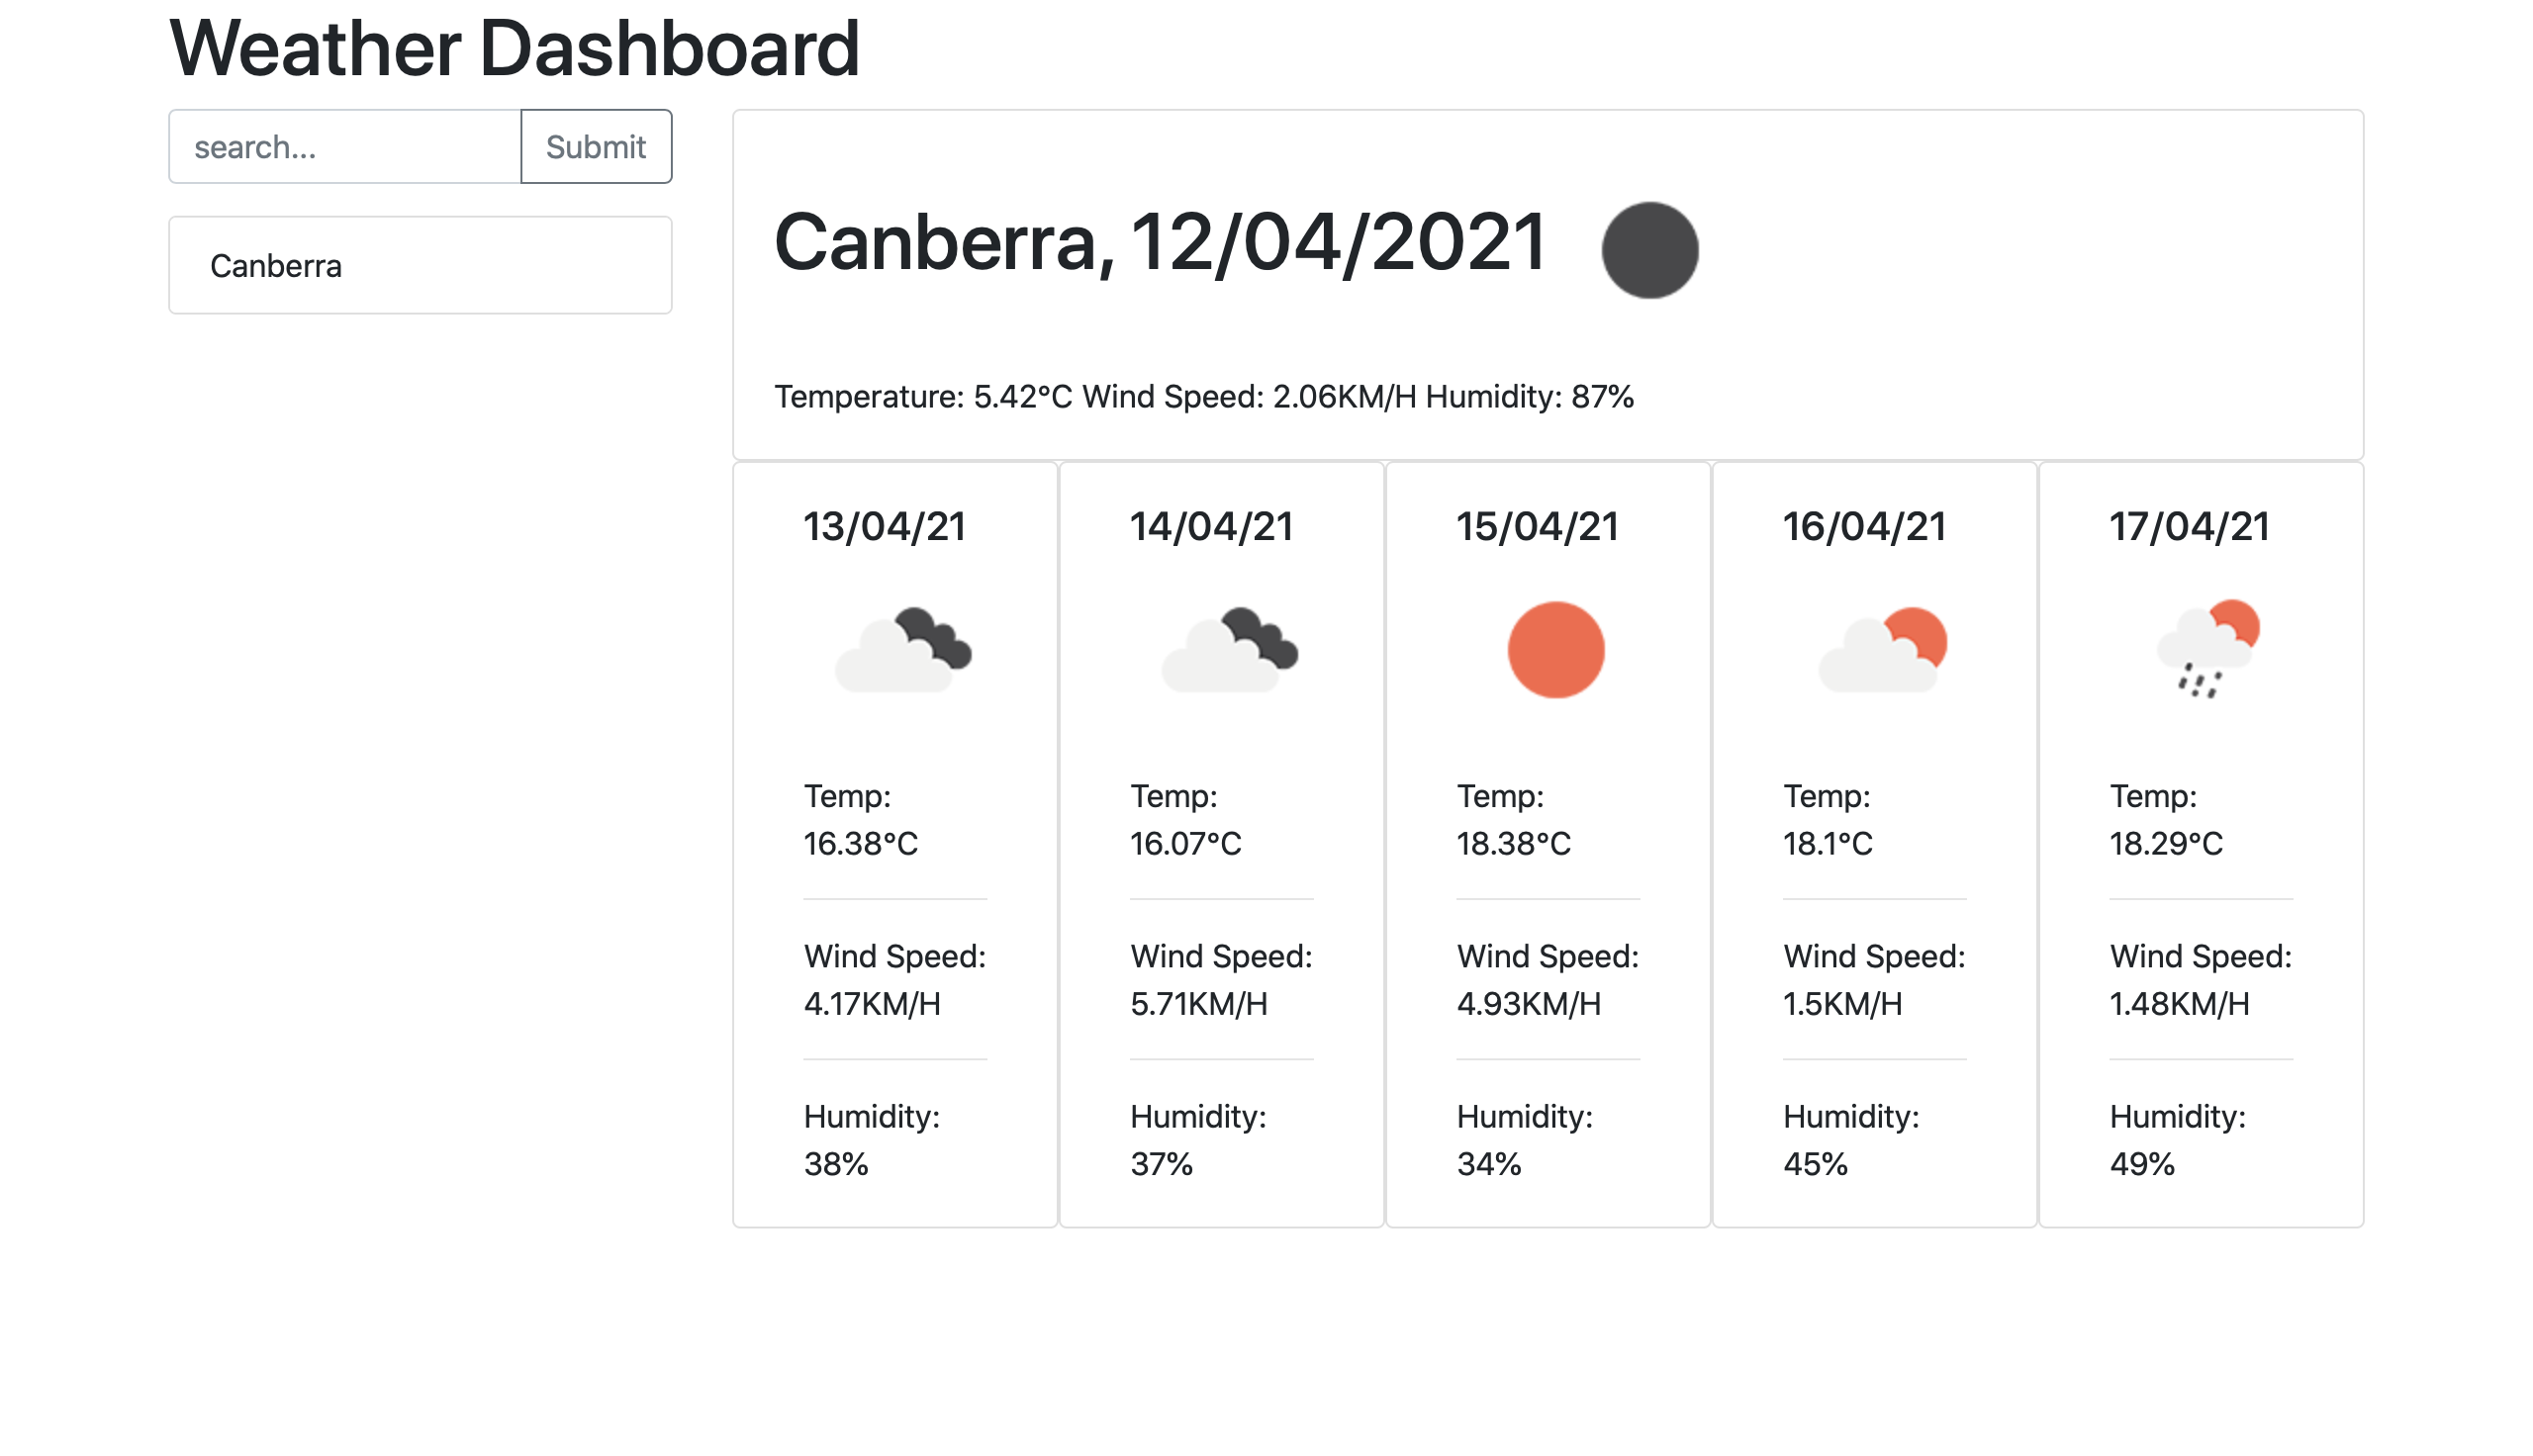 Weather Dashboard
search...
Submit
Canberra
Canberra, 12/04/2021
Temperature: 5.42°C Wind Speed: 2.06KM/H Humidity: 87%
13/04/21
Temp:
16.38°C
Wind Speed:
4.17KM/H
Humidity:
38%
14/04/21
Temp:
16.07°C
Wind Speed:
5.71KM/H
Humidity:
37%
15/04/21
Temp:
18.38°C
Wind Speed:
4.93KM/H
Humidity:
34%
16/04/21
Temp:
18.1°C
Wind Speed:
1.5KM/H
Humidity:
45%
17/04/21
Temp:
18.29°C
Wind Speed:
1.48KM/H
Humidity:
49%